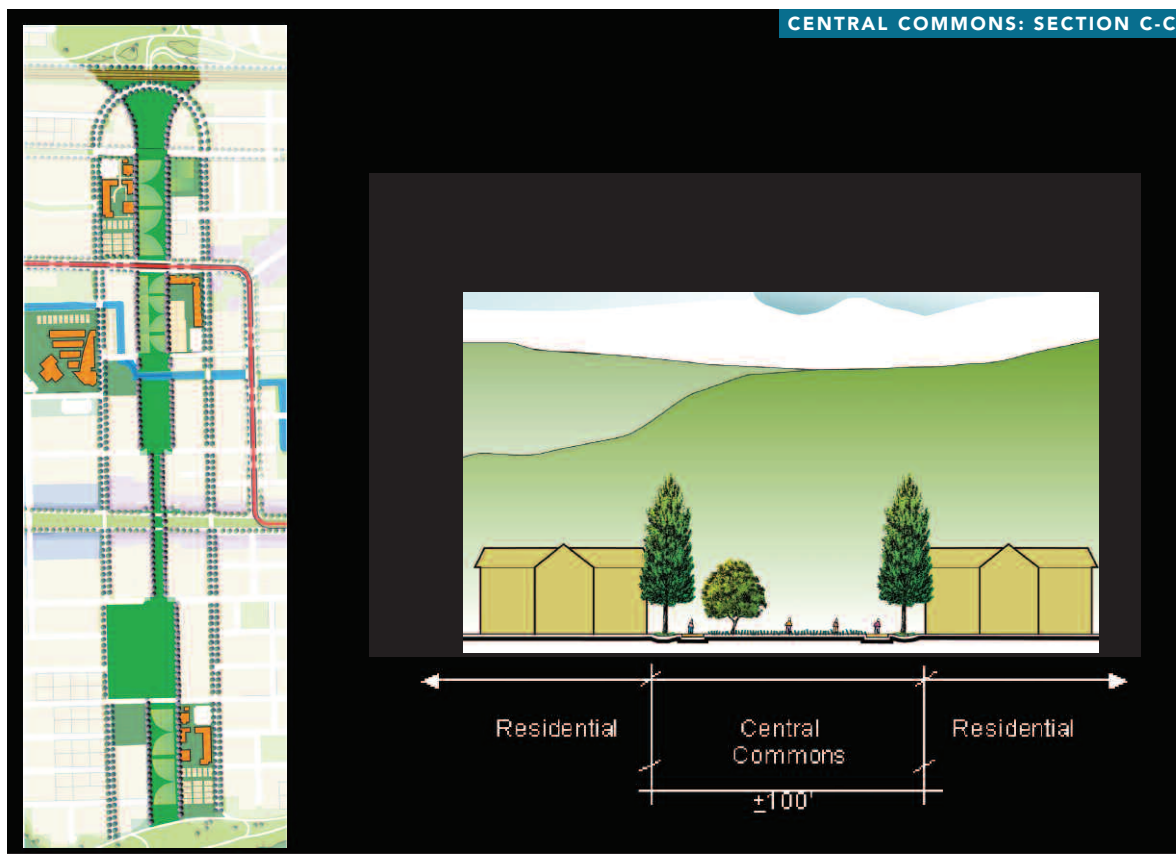 CENTRAL COMMONS: SECTION C-C
Residential
Central
Commons
Residential
±100'